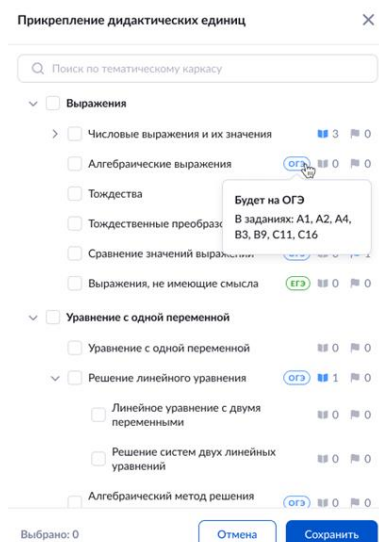 Прикрепление дидактических единиц
Поиск по тематическому каркасу
Выражения
Числовые выражения и их значения 3 0
Алгебраические выражения ОГЭ 0 0
Тождества
Будет на ОГЭ
В заданиях: А1, А2, А4,
В3, В9, С11, С16
Тождественные
Сравнение значений выражений
Выражения, не имеющие смысла ЕГЭ 0 0
Уравнение с одной переменной
Уравнение с одной переменной 0 0
Решение линейного уравнения ОГЭ 1 0
Линейное уравнение с двумя
переменными 0 0
Решение систем двух линейных
уравнений 0 0
Алгебраический метод решения
ОГЭ 0 0
Выбрано: 0 Отмена Сохранить